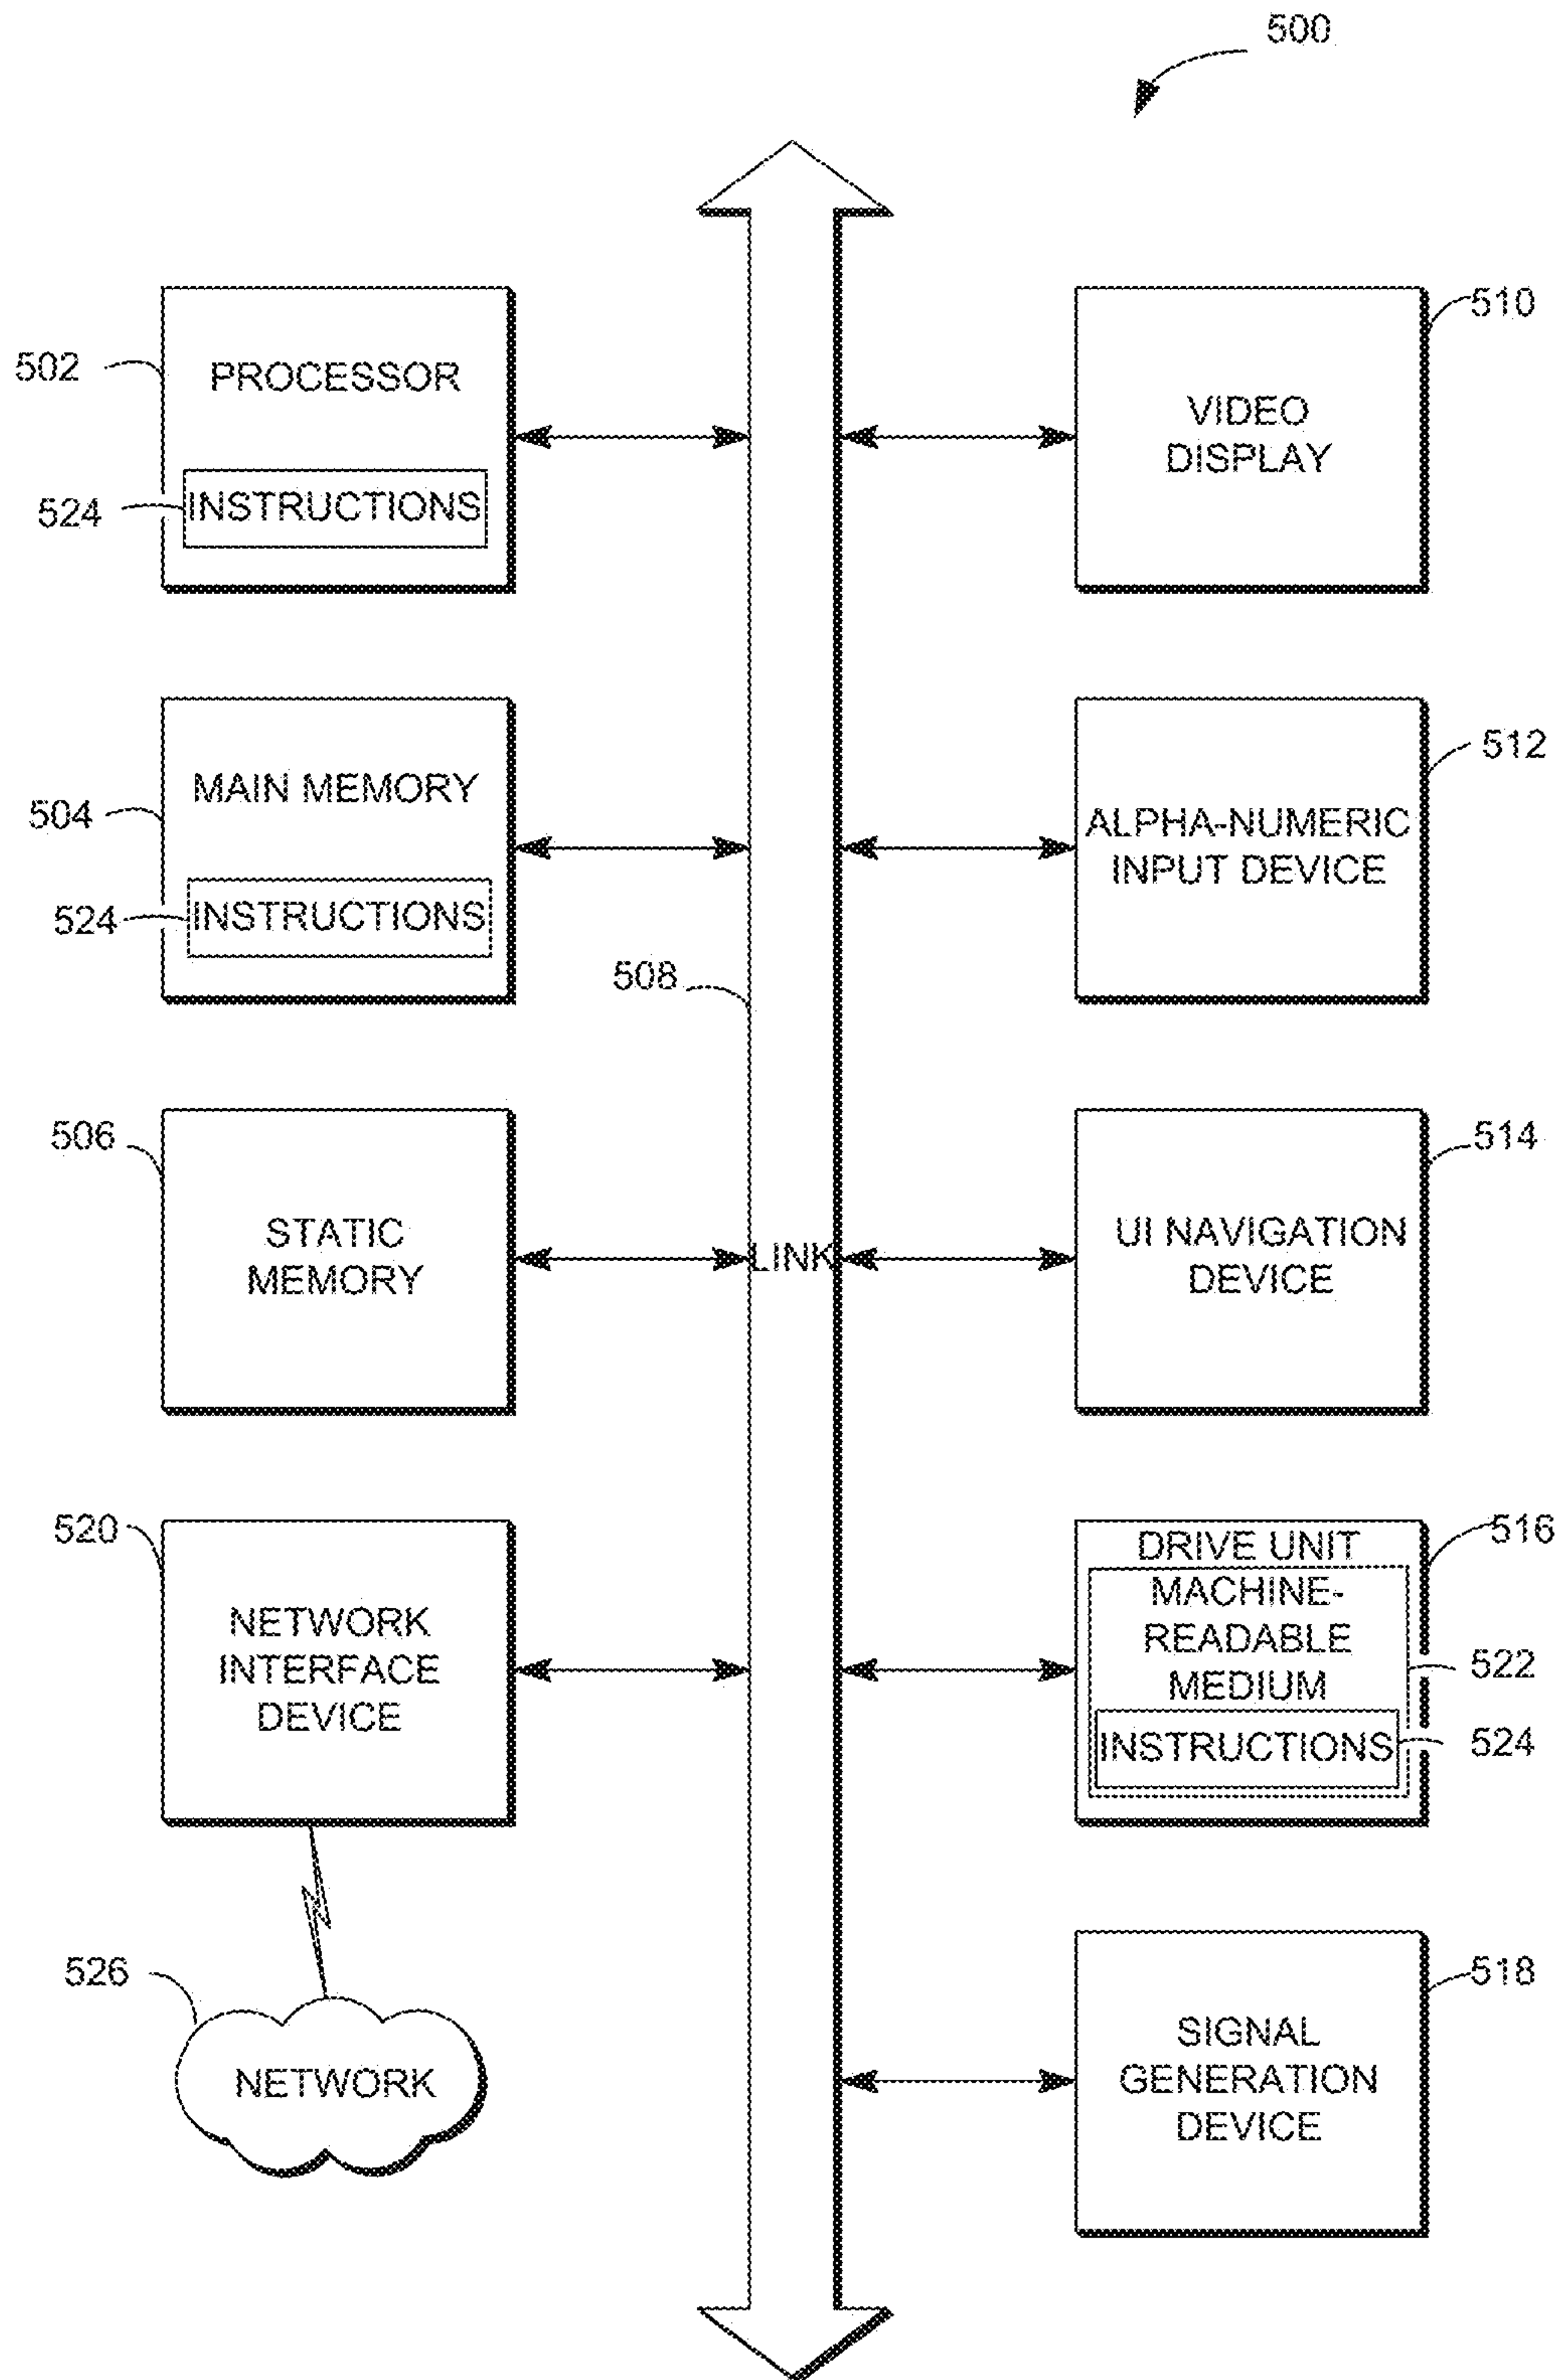 500
502
PROCESSOR
524
INSTRUCTIONS
510
VIDEO
DISPLAY
504
MAIN MEMORY
524
INSTRUCTIONS
508
512
ALPHA-NUMERIC
INPUT DEVICE
506
STATIC
MEMORY
LINK
514
UI NAVIGATION
DEVICE
520
NETWORK
INTERFACE
DEVICE
516
DRIVE UNIT
MACHINE-
READABLE
MEDIUM
522
INSTRUCTIONS
524
526
NETWORK
518
SIGNAL
GENERATION
DEVICE